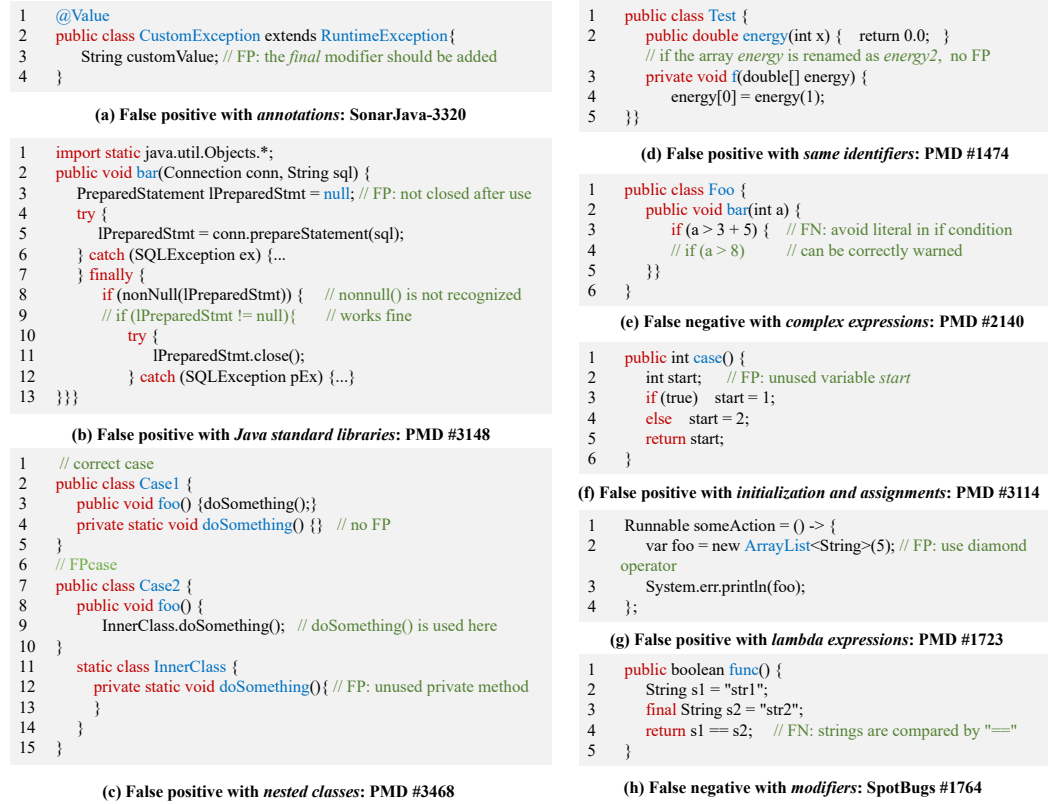 1 @Value
2 public class CustomException extends RuntimeException{
3 String customValue; // FP: the final modifier should be added
4 }
(a) False positive with annotations: SonarJava-3320
1 import static java.util.Objects.*;
2 public void bar(Connection conn, String sql) {
3 PreparedStatement lPreparedStmt = null; // FP: not closed after use
4 try {
5 lPreparedStmt = conn.prepareStatement(sql);
6 } catch (SQLException ex) {...
7 } finally {
8 if (nonNull(lPreparedStmt)) { // nonnull() is not recognized
9 // if (lPreparedStmt != null){ // works fine
10 try {
11 lPreparedStmt.close();
12 } catch (SQLException pEx) {...}
13 }}}
(b) False positive with Java standard libraries: PMD #3148
1 // correct case
2 public class Case1 {
3 public void foo() {doSomething();}
4 private static void doSomething() {} // no FP
5 }
6 // FPcase
7 public class Case2 {
8 public void foo() {
9 InnerClass.doSomething(); // doSomething() is used here
10 }
11 static class InnerClass {
12 private static void doSomething(){ // FP: unused private method
13 }
14 }
15 }
(c) False positive with nested classes: PMD #3468
1 public class Test {
2 public double energy(int x) { return 0.0; }
// if the array energy is renamed as energy2, no FP
3 private void f(double[] energy) {
4 energy[0] = energy(1);
5 }}
(d) False positive with same identifiers: PMD #1474
1 public class Foo {
2 public void bar(int a) {
3 if (a > 3 + 5) { // FN: avoid literal in if condition
4 // if (a > 8) // can be correctly warned
5 }}
6 }
(e) False negative with complex expressions: PMD #2140
1 public int case() {
2 int start; // FP: unused variable start
3 if (true) start = 1;
4 else start = 2;
5 return start;
6 }
(f) False positive with initialization and assignments: PMD #3114
1 Runnable someAction = () -> {
2 var foo = new ArrayList<String>(5); // FP: use diamond
operator
3 System.err.println(foo);
4 };
(g) False positive with lambda expressions: PMD #1723
1 public boolean func() {
2 String s1 = "str1";
3 final String s2 = "str2";
4 return s1 == s2; // FN: strings are compared by "=="
5 }
(h) False negative with modifiers: SpotBugs #1764